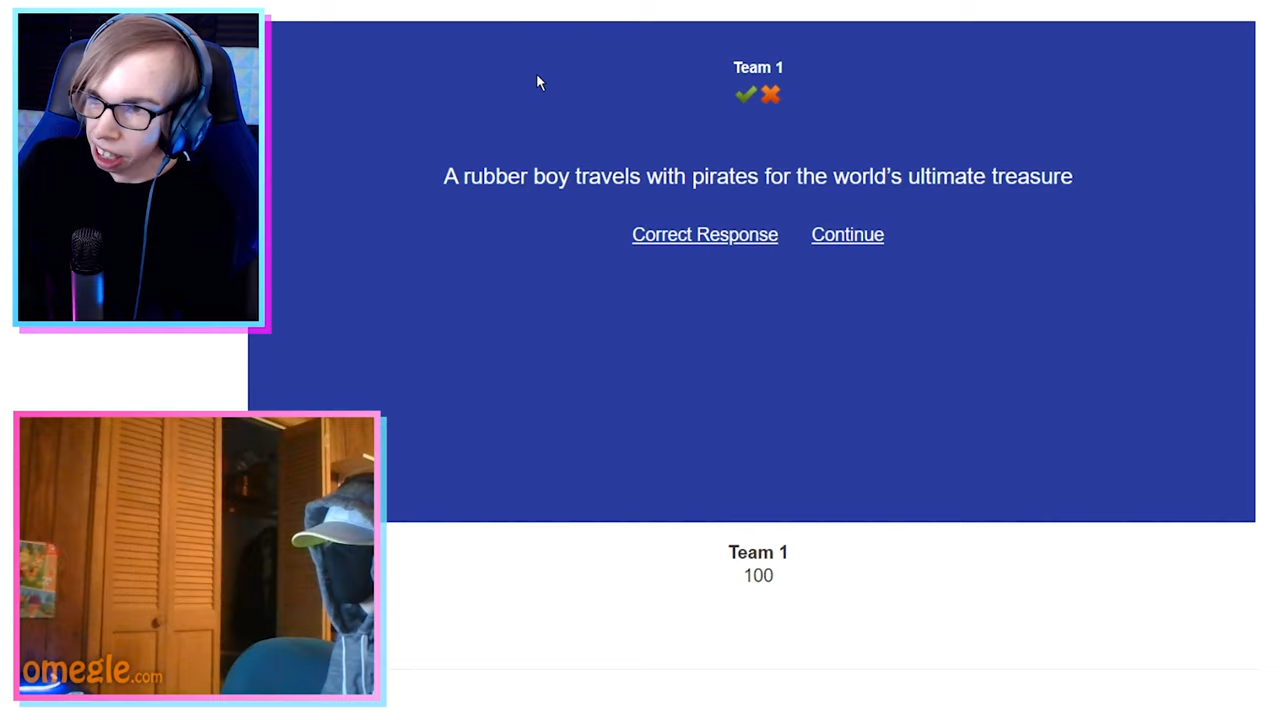 Team 1
A rubber boy travels with pirates for the world's ultimate treasure
Correct Response Continue
Team 1
100
omegle.com